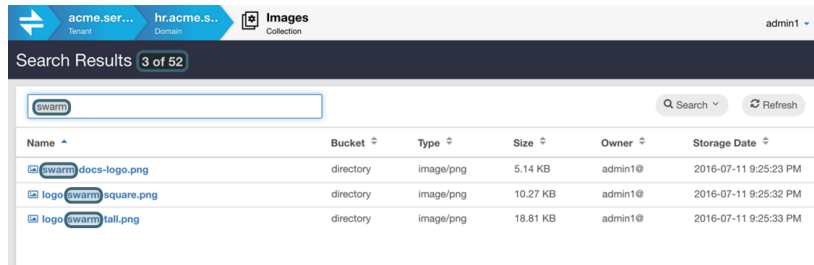 acme.ser... hr.acme.s.. Images
Tenant Domain Collection
admin1
Search Results 3 of 52
swarm
Search Refresh
Name Bucket Type Size Owner Storage Date
swarm-docs-logo.png directory image/png 5.14 KB admin1@ 2016-07-11 9:25:23 PM
logo-swarm-square.png directory image/png 10.27 KB admin1@ 2016-07-11 9:25:32 PM
logo-swarm-tall.png directory image/png 18.81 KB admin1@ 2016-07-11 9:25:33 PM